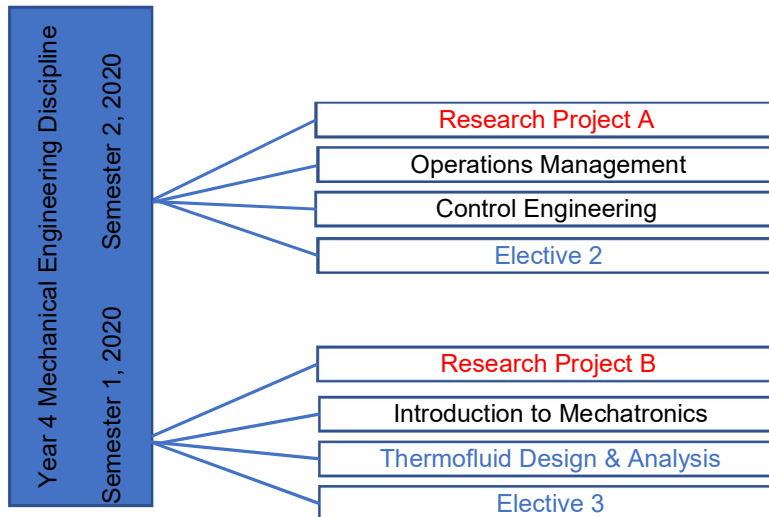 Year 4 Mechanical Engineering Discipline
Semester 2, 2020
Research Project A
Operations Management
Control Engineering
Elective 2
Semester 1, 2020
Research Project B
Introduction to Mechatronics
Thermofluid Design & Analysis
Elective 3